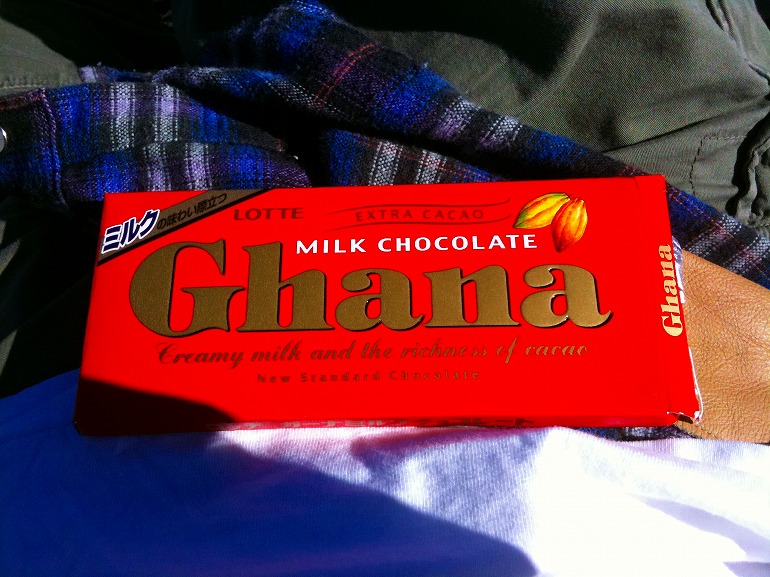 ミルクの味わい際立つ
LOTTE
EXTRA CACAO
MILK CHOCOLATE
Ghana
Creamy milk and the richness of cacao
New Standard Chocolate
Ghana